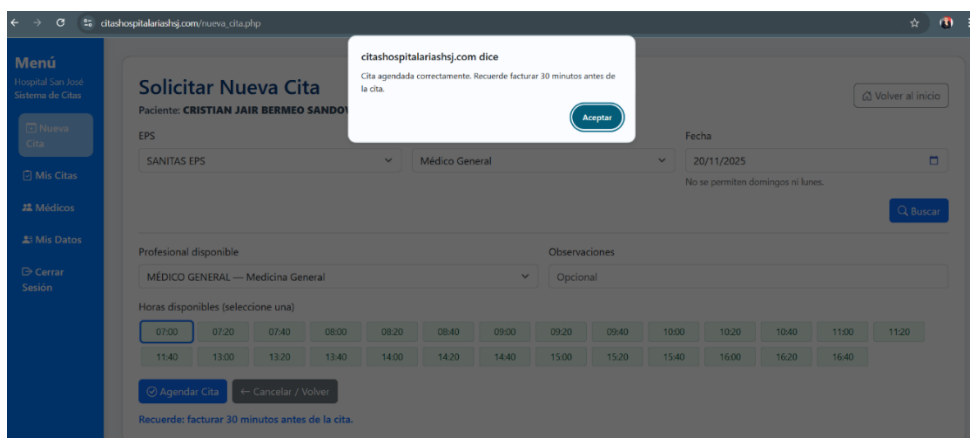 citashospitalariashsj.com/nueva_cita.php
citashospitalariashsj.com dice
Cita agendada correctamente. Recuerde facturar 30 minutos antes de
la cita.
Aceptar
Menú
Hospital San José
Sistema de Citas
Nueva
Cita
Mis Citas
Médicos
Mis Datos
Cerrar
Sesión
Solicitar Nueva Cita
Volver al inicio
Paciente: CRISTIAN JAIR BERMEO SANDOV
EPS
Fecha
SANITAS EPS
Médico General
20/11/2025
No se permiten domingos ni lunes.
Buscar
Profesional disponible
Observaciones
MÉDICO GENERAL — Medicina General
Opcional
Horas disponibles (seleccione una)
07:00 07:20 07:40 08:00 08:20 08:40 09:00 09:20 09:40 10:00 10:20 10:40 11:00 11:20
11:40 13:00 13:20 13:40 14:00 14:20 14:40 15:00 15:20 15:40 16:00 16:20 16:40
Agendar Cita
← Cancelar / Volver
Recuerde: facturar 30 minutos antes de la cita.